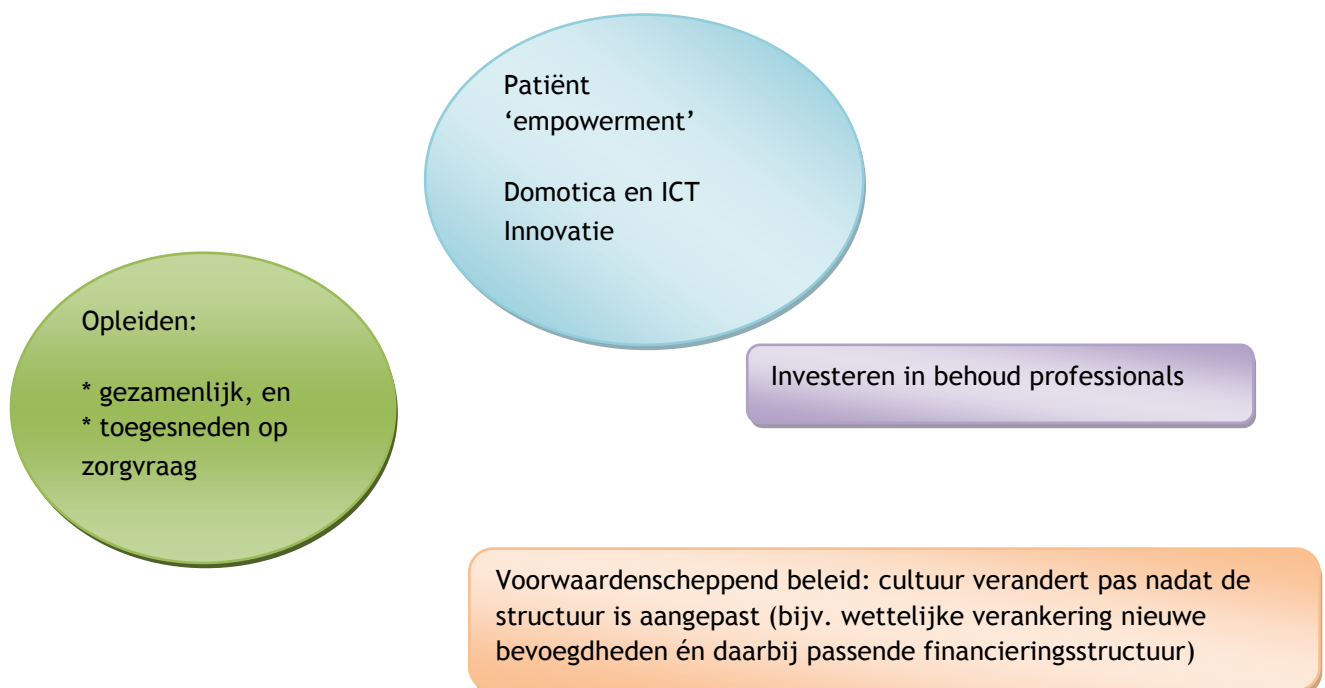 Patiënt
‘empowerment’
Domotica en ICT
Innovatie
Opleiden:
* gezamenlijk, en
* toegesneden op
zorgvraag
Investeren in behoud professionals
Voorwaardenscheppend beleid: cultuur verandert pas nadat de
structuur is aangepast (bijv. wettelijke verankering nieuwe
bevoegdheden én daarbij passende financieringsstructuur)